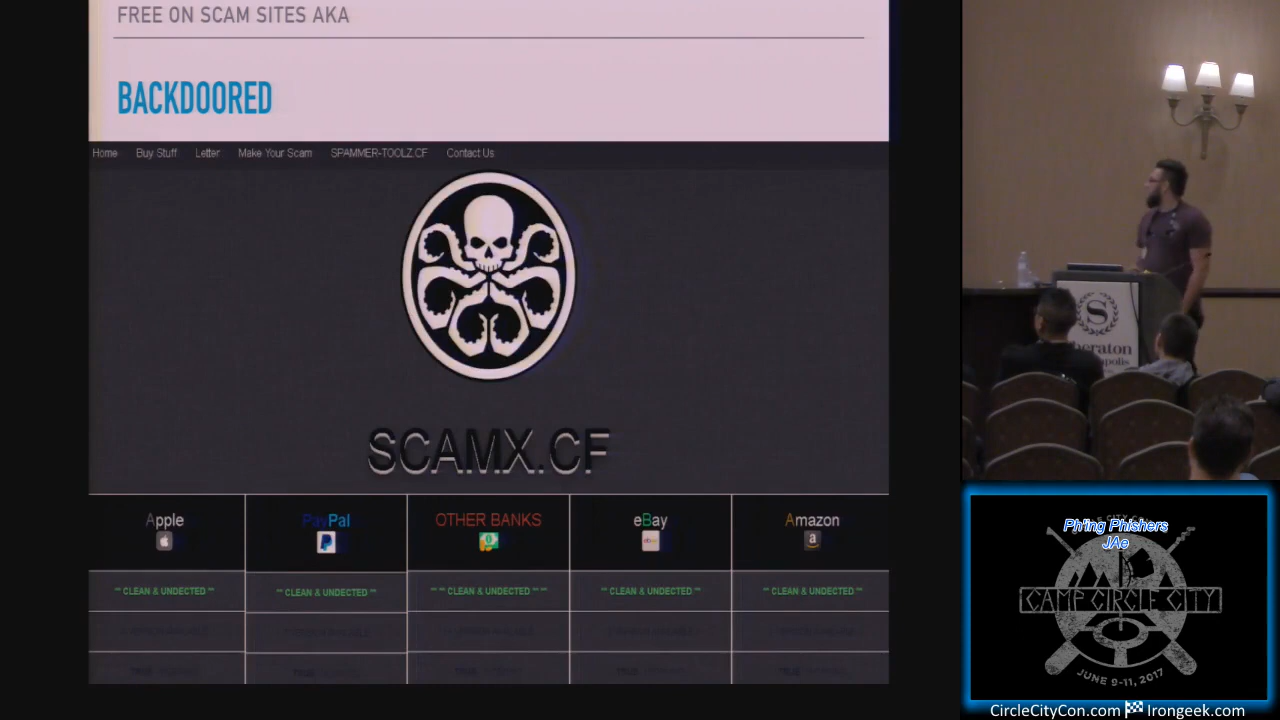 FREE ON SCAM SITES AKA
BACKDOORED
Home Buy Stuff Letter Make Your Scam SPAMMER-TOOLZ.CF Contact Us
SCAMX.CF
Apple PayPal OTHER BANKS eBay Amazon
** CLEAN & UNDECTED ** ** CLEAN & UNDECTED ** ** ** CLEAN & UNDECTED ** ** ** CLEAN & UNDECTED ** ** CLEAN & UNDECTED **
S
Sheraton
Ph'ing Phishers
JAe
CAMP CIRCLE CITY
JUNE 9-11, 2017
CircleCityCon.com Irongeek.com